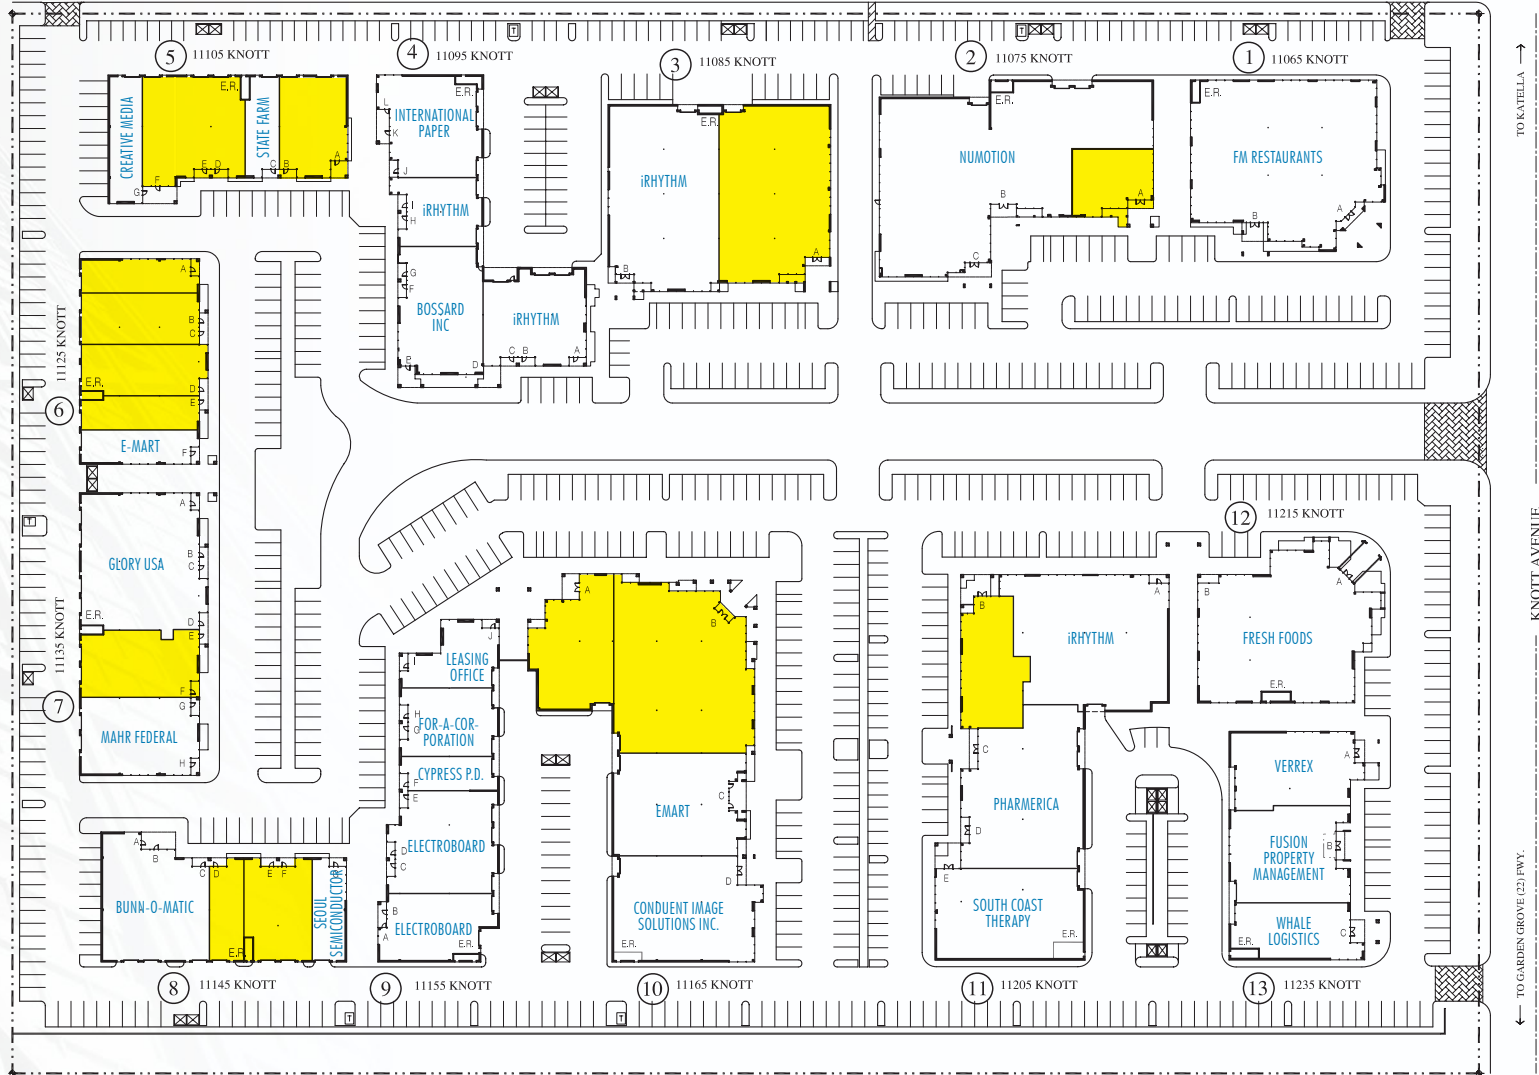 5
11105 KNOTT
4
11095 KNOTT
3
11085 KNOTT
2
11075 KNOTT
1
11065 KNOTT
TO KATELLA
T
T
CREATIVE MEDIA
E.R.
STATE FARM
E D
C B
A
F
G
E.R.
L
INTERNATIONAL
PAPER
K
J
I
iRHYTHM
H
G
F
BOSSARD
INC
E
D
iRHYTHM
C B
A
E.R.
iRHYTHM
B
A
E.R.
NUMOTION
B
A
C
E.R.
FM RESTAURANTS
B
A
11125 KNOTT
6
A
B
C
D
E.R.
E
E-MART
F
T
A
GLORY USA
B
C
E.R.
D
E
11135 KNOTT
7
F
G
MAHR FEDERAL
H
KNOTT AVENUE
12
11215 KNOTT
J
LEASING
OFFICE
I
H
FOR-A-COR-
PORATION
G
CYPRESS P.D.
F
E
D
ELECTROBOARD
C
B
ELECTROBOARD
A
E.R.
A
B
EMART
C
D
CONDUENT IMAGE
SOLUTIONS INC.
E.R.
B
A
iRHYTHM
C
PHARMERICA
D
E
SOUTH COAST
THERAPY
E.R.
B
A
FRESH FOODS
E.R.
VERREX
A
FUSION
PROPERTY
MANAGEMENT
B
WHALE
LOGISTICS
C
E.R.
A
B
C D
E F
BUNN-O-MATIC
E.R.
SEOUL
SEMICONDUCTOR
8
11145 KNOTT
9
11155 KNOTT
10
11165 KNOTT
11
11205 KNOTT
13
11235 KNOTT
TO GARDEN GROVE (22) FWY.
T
T